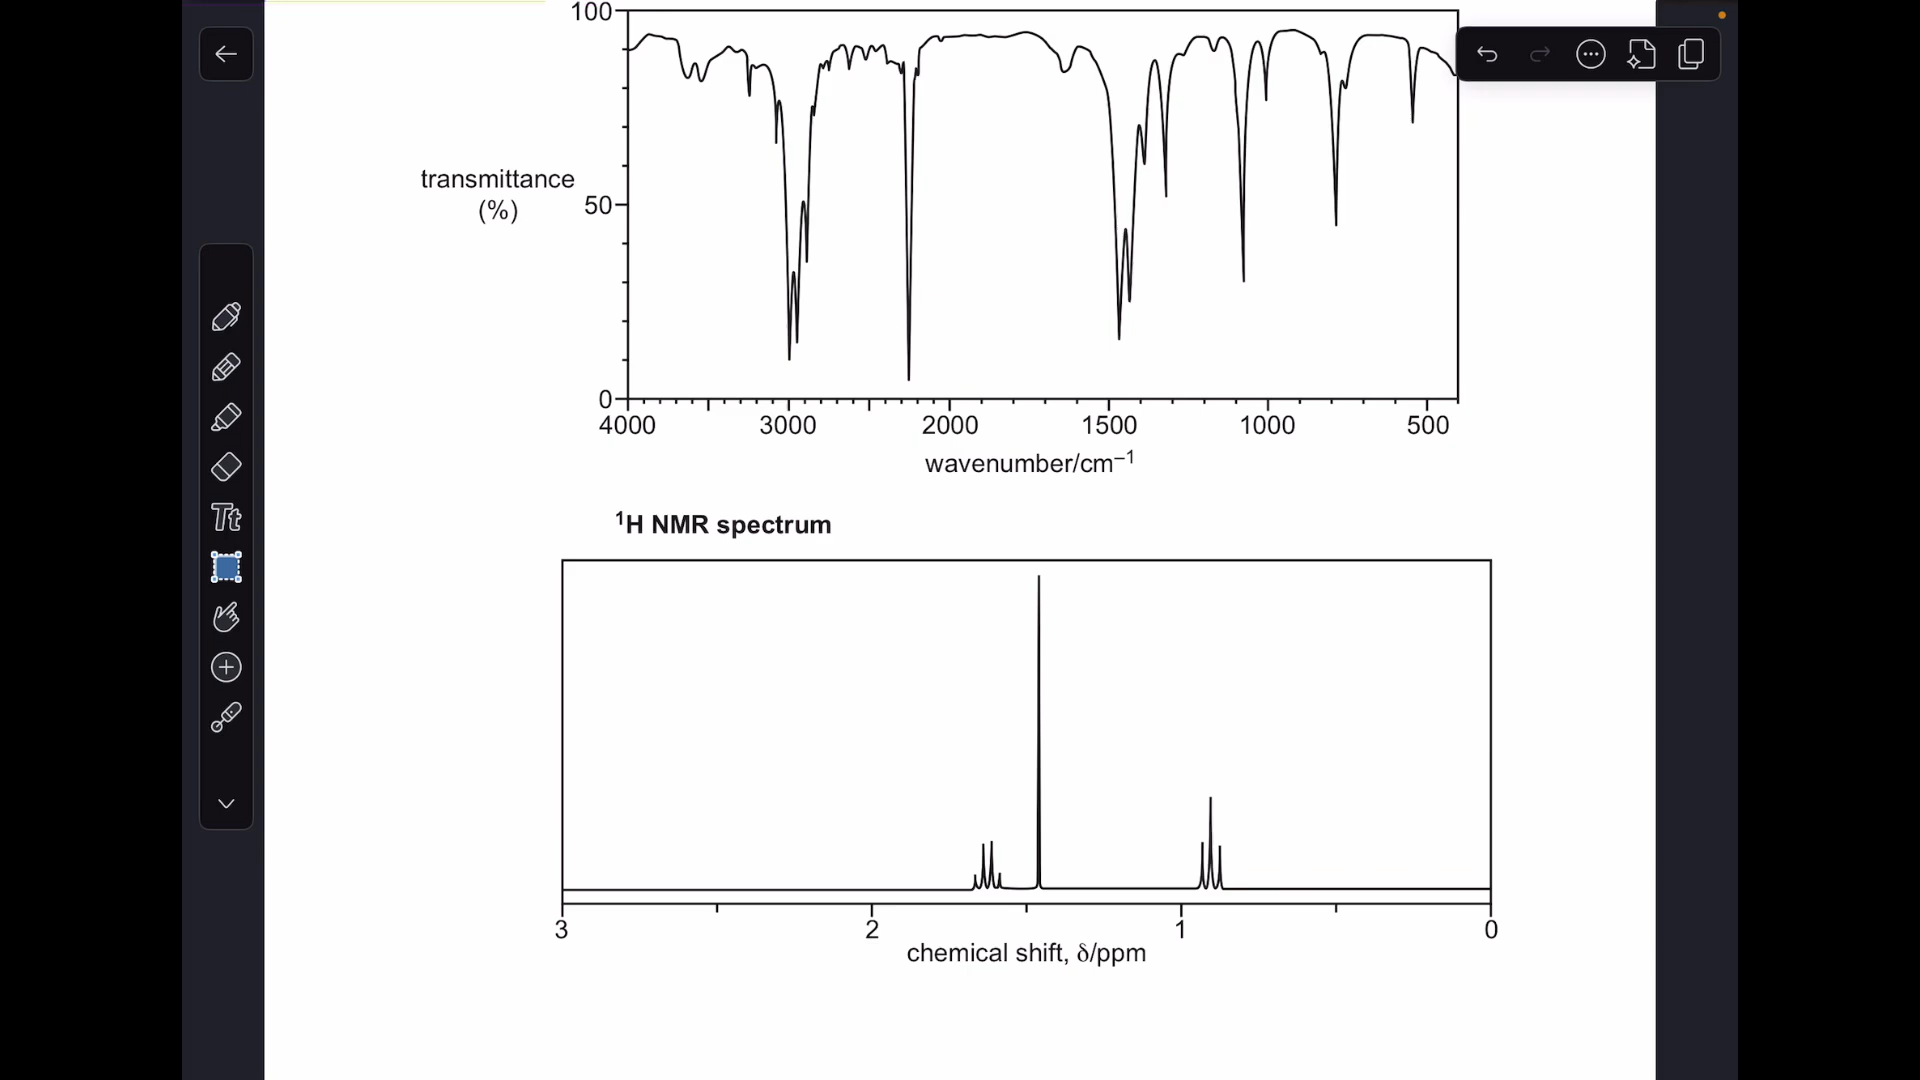 100
transmittance
(%)
50
0
4000 3000 2000 1500 1000 500
wavenumber/cm⁻¹
¹H NMR spectrum
3 2 1 0
chemical shift, δ/ppm
Tt